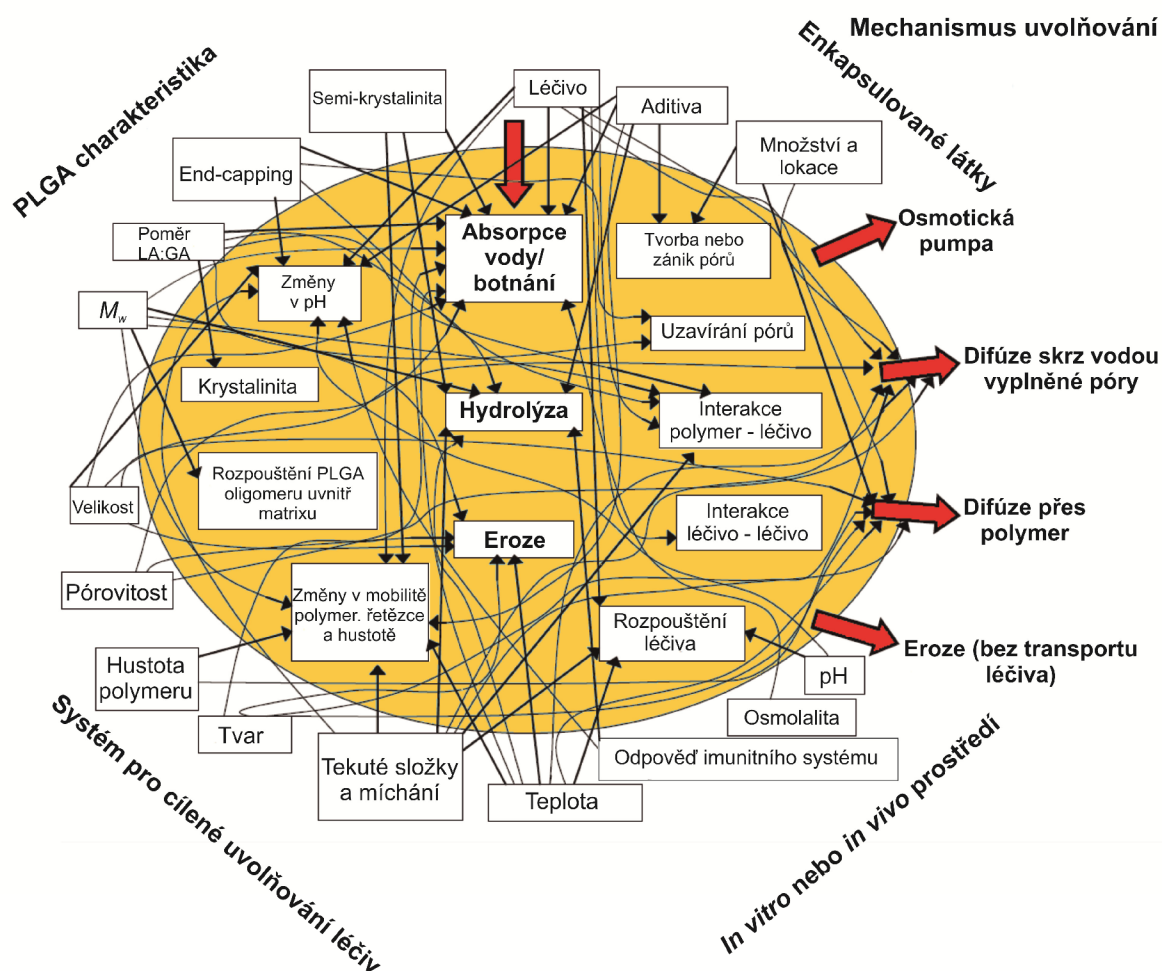 Mechanismus uvolňování
PLGA charakteristika
Enkapsulované látky
Semi-krystalinita
Léčivo
Aditiva
Množství a
lokace
End-capping
Poměr
LA:GA
Mw
Absorpce
vody/
botnání
Tvorba nebo
zánik pórů
Osmotická
pumpa
Změny
v pH
Uzavírání pórů
Difúze skrz vodou
vyplněné póry
Krystalinita
Hydrolýza
Interakce
polymer - léčivo
Rozpouštění PLGA
oligomeru uvnitř
matrixu
Velikost
Interakce
léčivo - léčivo
Difúze přes
polymer
Eroze
Pórovitost
Změny v mobilitě
polymer. řetězce
a hustotě
Rozpouštění
léčiva
Eroze (bez transportu
léčiva)
Hustota
polymeru
pH
Osmolalita
Tvar
Tekuté složky
a míchání
Odpověď imunitního systému
Teplota
Systém pro cílené uvolňování léčiv
In vitro nebo in vivo prostředí